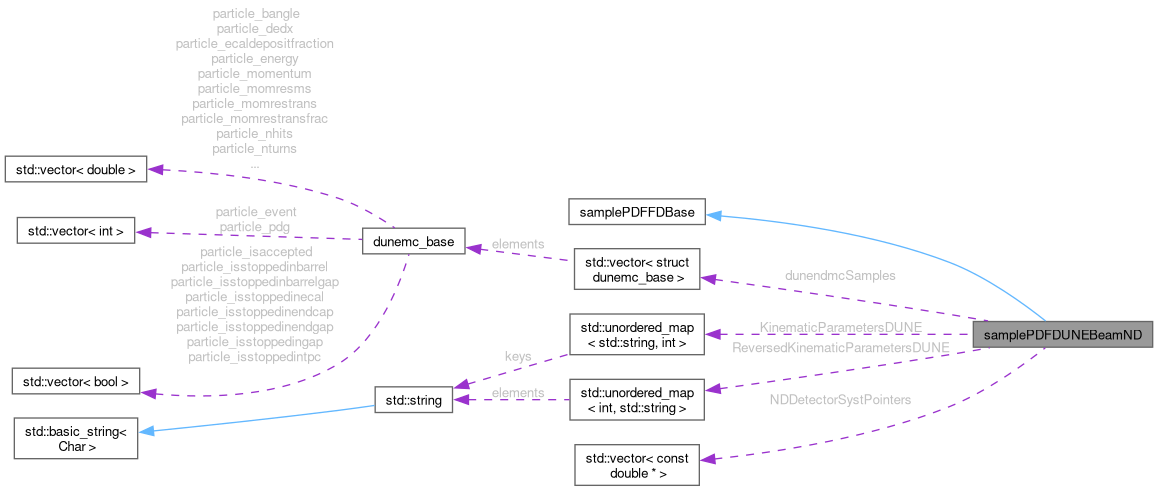 particle_bangle
particle_dedx
particle_ecaldepositfraction
particle_energy
particle_momentum
particle_momresms
particle_momrestrans
particle_momrestransfrac
particle_nhits
particle_nturns
...
std::vector< double >
particle_event
particle_pdg
std::vector< int >
particle_isaccepted
particle_isstoppedinbarrel
particle_isstoppedinbarrelgap
particle_isstoppedinecal
particle_isstoppedinendcap
particle_isstoppedinendgap
particle_isstoppedingap
particle_isstoppedintpc
std::vector< bool >
std::basic_string<
Char >
dunemc_base
std::string
elements
keys
elements
samplePDFFDBase
std::vector< struct
dunemc_base >
std::unordered_map
< std::string, int >
std::unordered_map
< int, std::string >
std::vector< const
double * >
dunendmcSamples
KinematicParametersDUNE
ReversedKinematicParametersDUNE
NDDetectorSystPointers
samplePDFDUNEBeamND